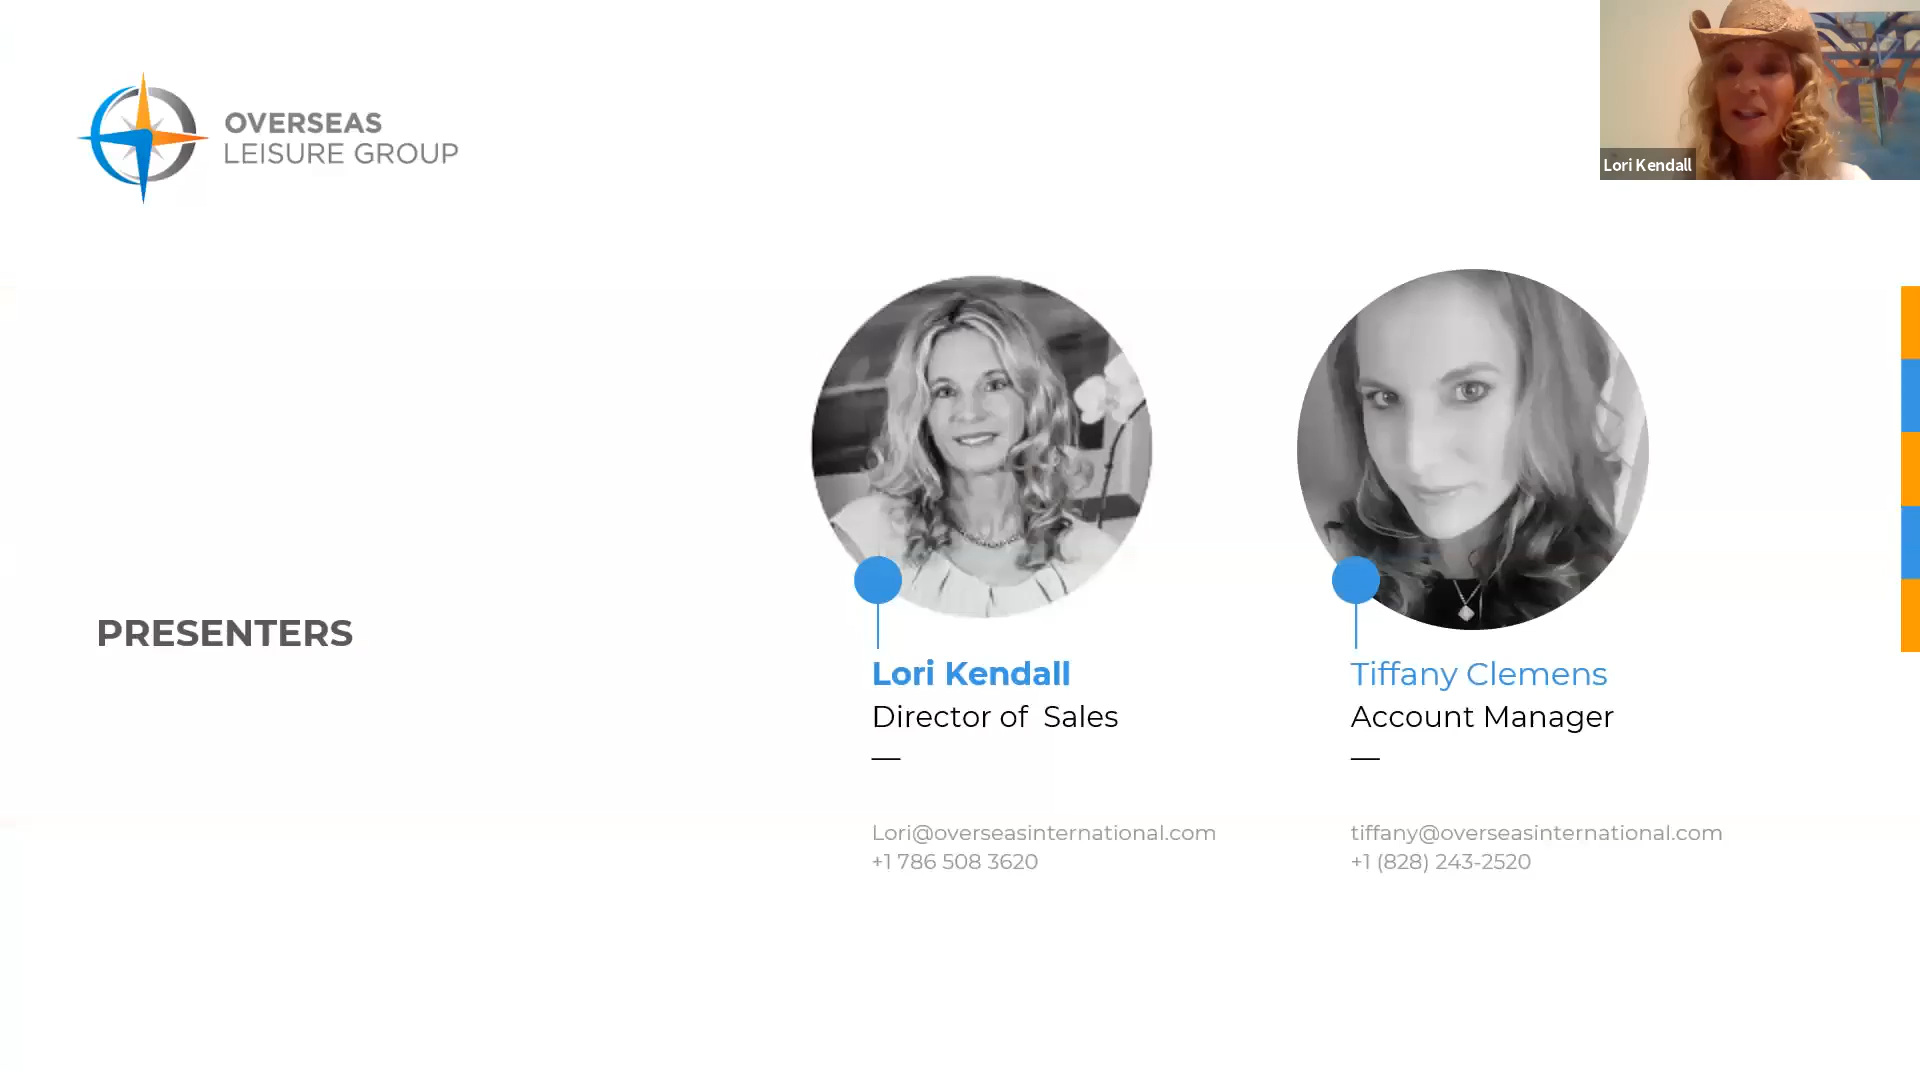 OVERSEAS
LEISURE GROUP
Lori Kendall
PRESENTERS
Lori Kendall
Director of  Sales
—
Lori@overseasinternational.com
+1 786 508 3620
Tiffany Clemens
Account Manager
—
tiffany@overseasinternational.com
+1 (828) 243-2520